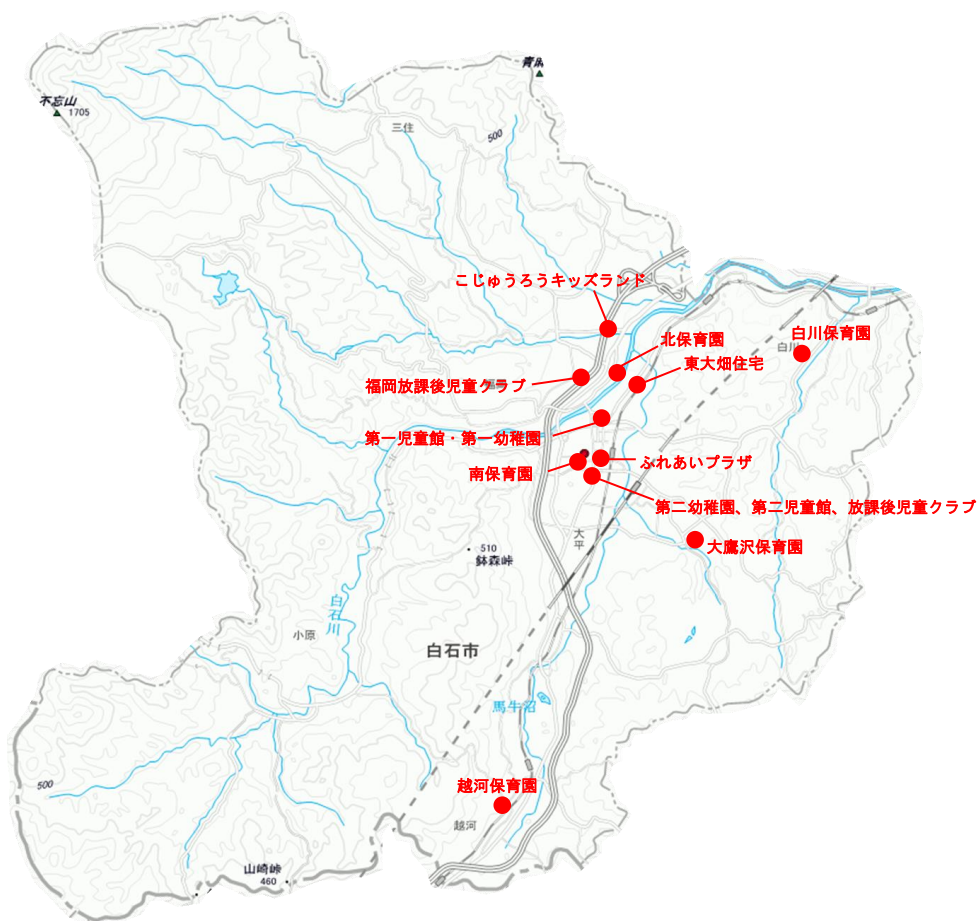 青麻
不忘山
1705
三住
500
こじゅうろうキッズランド
北保育園
白川保育園
白川
東大畑住宅
福岡放課後児童クラブ
第一児童館・第一幼稚園
ふれあいプラザ
南保育園
第二幼稚園、第二児童館、放課後児童クラブ
大平
大鷹沢保育園
510
鉢森峠
白石川
小原
白石市
馬牛沼
500
越河保育園
越河
山崎峠
460